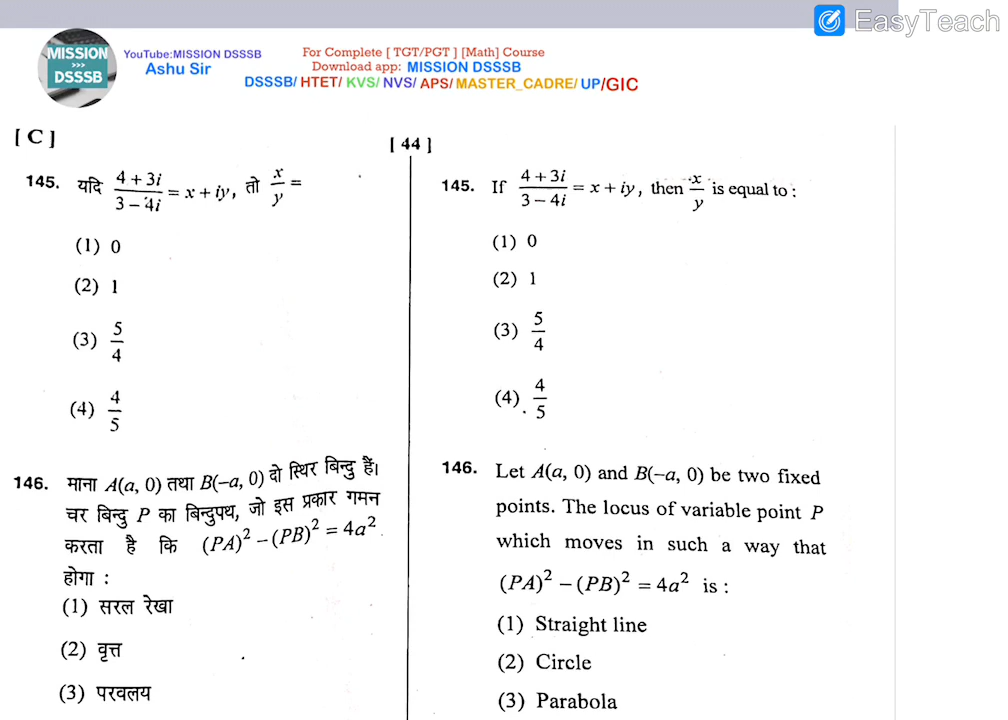 EasyTeach
MISSION
>>>
DSSSB
YouTube:MISSION DSSSB
Ashu Sir
For Complete [ TGT/PGT ] [Math] Course
Download app: MISSION DSSSB
DSSSB/ HTET/ KVS/ NVS/ APS/ MASTER_CADRE/ UP/GIC
[ C ]
[ 44 ]
145. यदि (4 + 3i)/(3 − 4i) = x + iy, तो x/y =
(1) 0
(2) 1
(3) 5/4
(4) 4/5
146. माना A(a, 0) तथा B(−a, 0) दो स्थिर बिन्दु हैं।
चर बिन्दु P का बिन्दुपथ, जो इस प्रकार गमन
करता है कि (PA)² − (PB)² = 4a²
होगा :
(1) सरल रेखा
(2) वृत्त
(3) परवलय
145. If (4 + 3i)/(3 − 4i) = x + iy, then x/y is equal to :
(1) 0
(2) 1
(3) 5/4
(4) 4/5
146. Let A(a, 0) and B(−a, 0) be two fixed
points. The locus of variable point P
which moves in such a way that
(PA)² − (PB)² = 4a² is :
(1) Straight line
(2) Circle
(3) Parabola